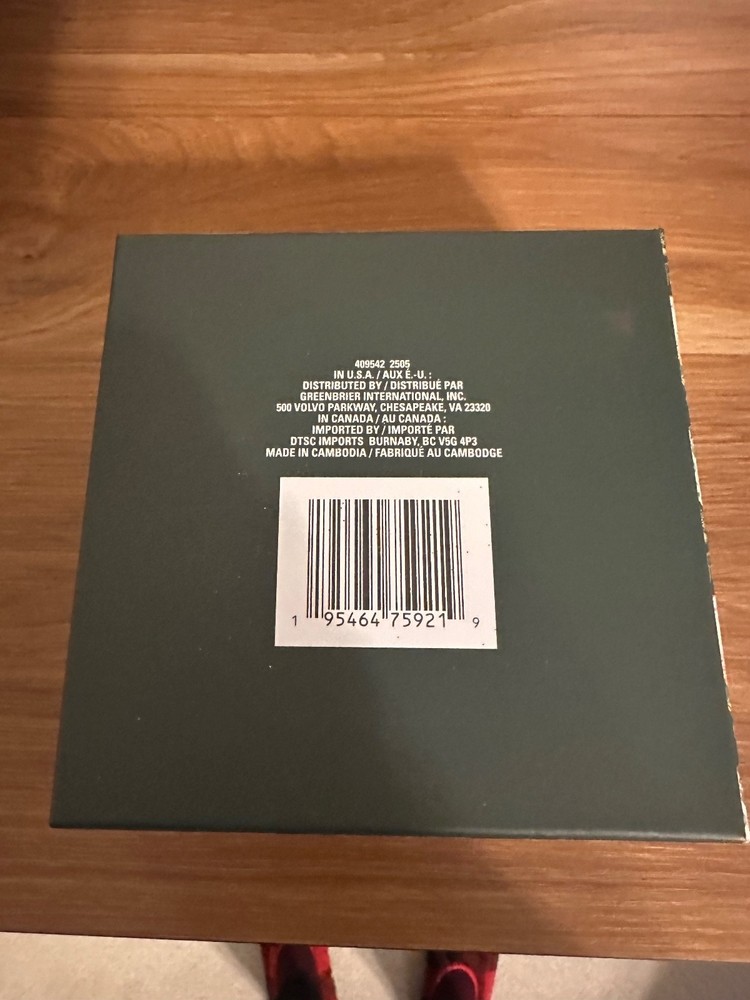 409542 2505
IN U.S.A. / AUX É.-U. :
DISTRIBUTED BY / DISTRIBUÉ PAR
GREENBRIER INTERNATIONAL, INC.
500 VOLVO PARKWAY, CHESAPEAKE, VA 23320
IN CANADA / AU CANADA :
IMPORTED BY / IMPORTÉ PAR
DTSC IMPORTS BURNABY, BC V5G 4P3
MADE IN CAMBODIA / FABRIQUÉ AU CAMBODGE
1 95464 75921 9